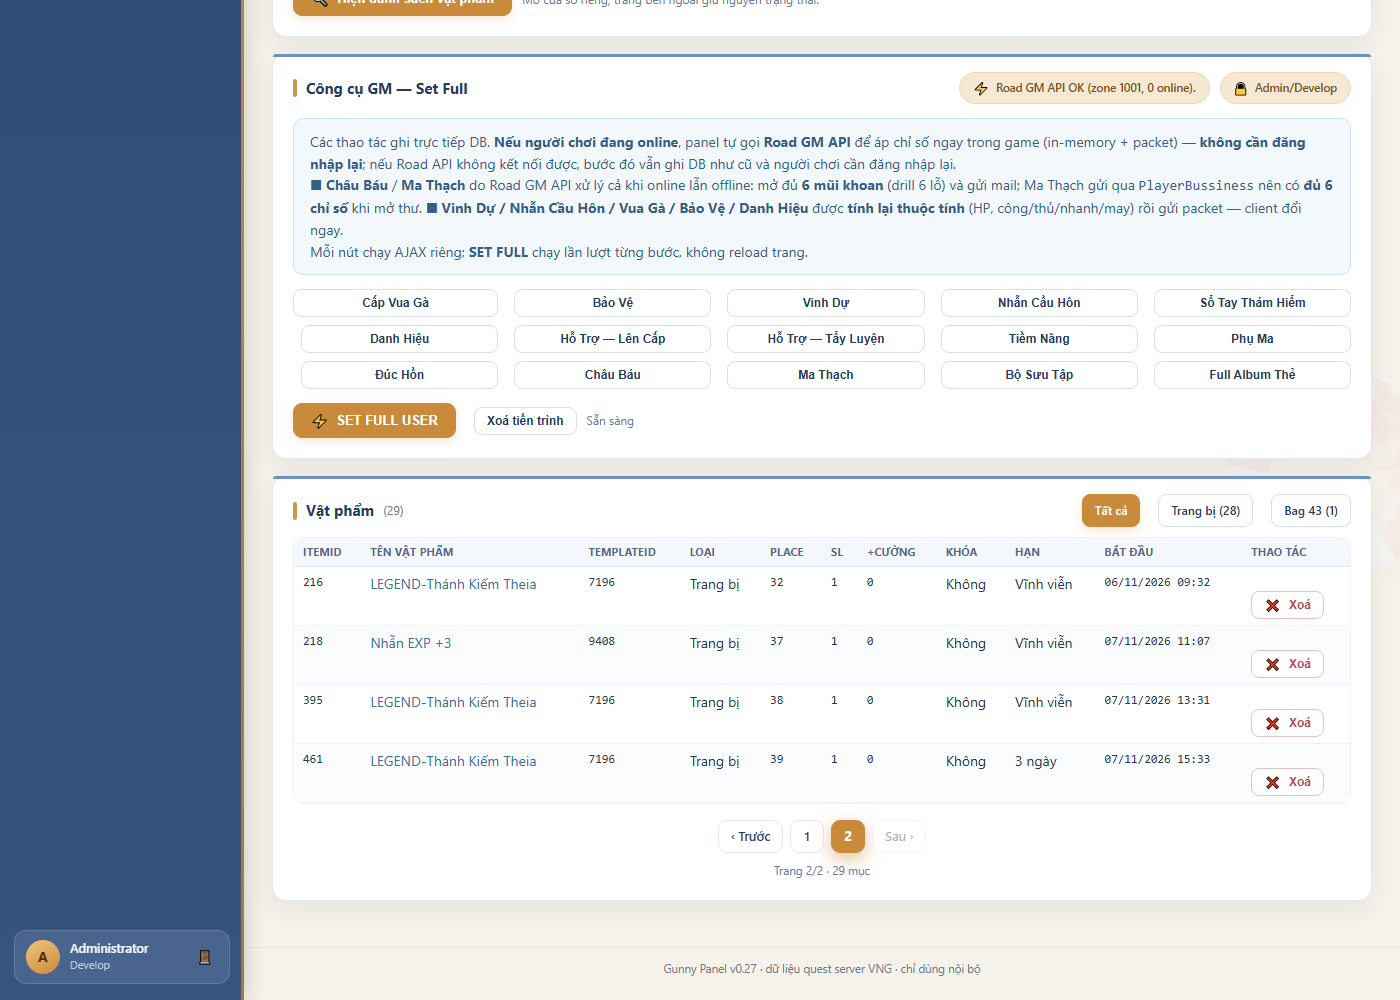 Hiện danh sách vật phẩm Mở cửa sổ riêng, trang bên ngoài giữ nguyên trạng thái.
Công cụ GM — Set Full
Road GM API OK (zone 1001, 0 online).
Admin/Develop
Các thao tác ghi trực tiếp DB. Nếu người chơi đang online, panel tự gọi Road GM API để áp chỉ số ngay trong game (in-memory + packet) — không cần đăng
nhập lại; nếu Road API không kết nối được, bước đó vẫn ghi DB như cũ và người chơi cần đăng nhập lại.
■ Châu Báu / Ma Thạch do Road GM API xử lý cả khi online lẫn offline: mở đủ 6 mũi khoan (drill 6 lỗ) và gửi mail; Ma Thạch gửi qua PlayerBussiness nên có đủ 6
chỉ số khi mở thư. ■ Vinh Dự / Nhẫn Cầu Hôn / Vua Gà / Bảo Vệ / Danh Hiệu được tính lại thuộc tính (HP, công/thủ/nhanh/may) rồi gửi packet — client đổi
ngay.
Mỗi nút chạy AJAX riêng; SET FULL chạy lần lượt từng bước, không reload trang.
Cấp Vua Gà Bảo Vệ Vinh Dự Nhẫn Cầu Hôn Sổ Tay Thám Hiểm
Danh Hiệu Hỗ Trợ — Lên Cấp Hỗ Trợ — Tẩy Luyện Tiềm Năng Phụ Ma
Đúc Hồn Châu Báu Ma Thạch Bộ Sưu Tập Full Album Thẻ
SET FULL USER Xoá tiến trình Sẵn sàng
Vật phẩm (29) Tất cả Trang bị (28) Bag 43 (1)
ITEMID TÊN VẬT PHẨM TEMPLATEID LOẠI PLACE SL +CƯỜNG KHÓA HẠN BẮT ĐẦU THAO TÁC
216 LEGEND-Thánh Kiếm Theia 7196 Trang bị 32 1 0 Không Vĩnh viễn 06/11/2026 09:32
Xoá
218 Nhẫn EXP +3 9408 Trang bị 37 1 0 Không Vĩnh viễn 07/11/2026 11:07
Xoá
395 LEGEND-Thánh Kiếm Theia 7196 Trang bị 38 1 0 Không Vĩnh viễn 07/11/2026 13:31
Xoá
461 LEGEND-Thánh Kiếm Theia 7196 Trang bị 39 1 0 Không 3 ngày 07/11/2026 15:33
Xoá
‹ Trước 1 2 Sau ›
Trang 2/2 · 29 mục
A
Administrator
Develop
Gunny Panel v0.27 · dữ liệu quest server VNG · chỉ dùng nội bộ